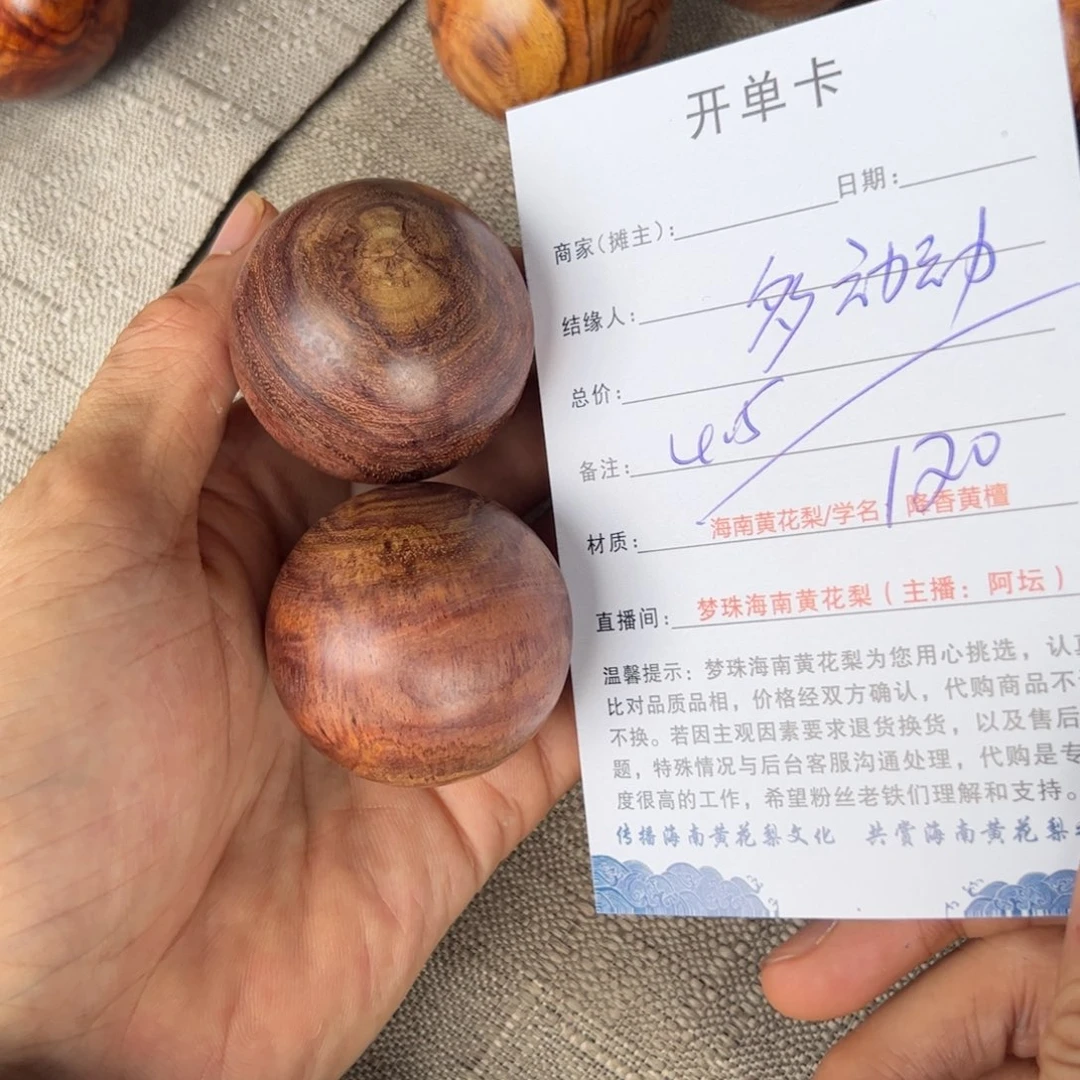 开单卡
商家(摊主): 日期:
结缘人: 多动动
总价:
备注: 45 120
材质: 海南黄花梨/学名 降香黄檀
直播间: 梦珠海南黄花梨(主播:阿坛)
温馨提示:梦珠海南黄花梨为您用心挑选,认真
比对品质品相,价格经双方确认,代购商品不
不换。若因主观因素要求退货换货,以及售后
题,特殊情况与后台客服沟通处理,代购是专
度很高的工作,希望粉丝老铁们理解和支持。
传播海南黄花梨文化 共赏海南黄花梨